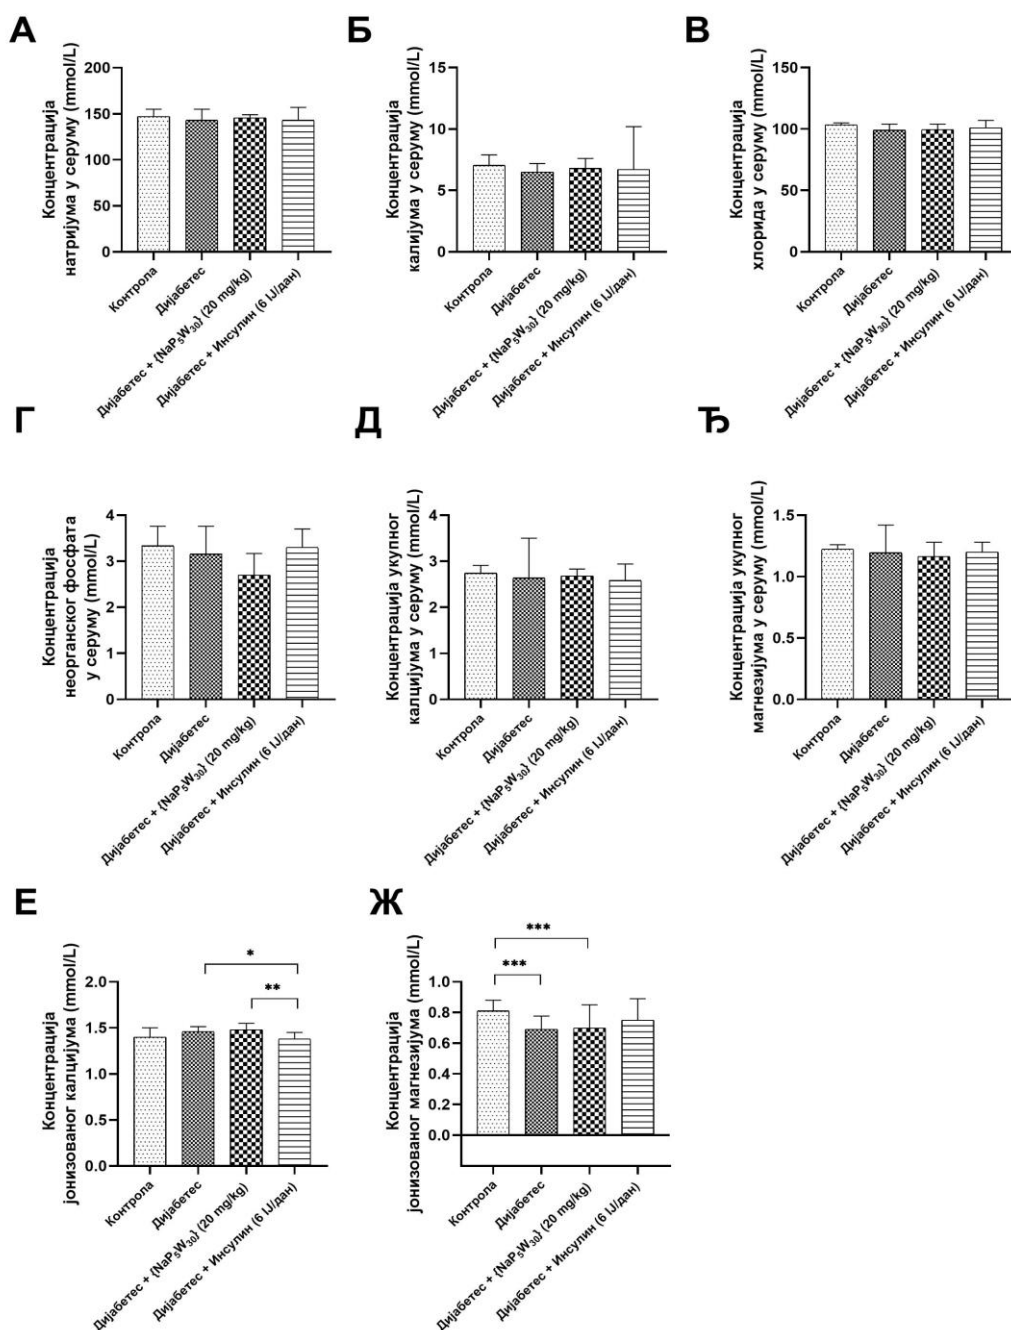 А
Концентрација
натријума у серуму (mmol/L)
200
150
100
50
0
Контрола
Дијабетес
Дијабетес + {NaP₅W₃₀} (20 mg/kg)
Дијабетес + Инсулин (6 IJ/дан)
Б
Концентрација
калијума у серуму (mmol/L)
15
10
5
0
Контрола
Дијабетес
Дијабетес + {NaP₅W₃₀} (20 mg/kg)
Дијабетес + Инсулин (6 IJ/дан)
В
Концентрација
хлорида у серуму (mmol/L)
150
100
50
0
Контрола
Дијабетес
Дијабетес + {NaP₅W₃₀} (20 mg/kg)
Дијабетес + Инсулин (6 IJ/дан)
Г
Концентрација
неорганског фосфата
у серуму (mmol/L)
4
3
2
1
0
Контрола
Дијабетес
Дијабетес + {NaP₅W₃₀} (20 mg/kg)
Дијабетес + Инсулин (6 IJ/дан)
Д
Концентрација укупног
калцијума у серуму (mmol/L)
4
3
2
1
0
Контрола
Дијабетес
Дијабетес + {NaP₅W₃₀} (20 mg/kg)
Дијабетес + Инсулин (6 IJ/дан)
Ђ
Концентрација укупног
магнезијума у серуму (mmol/L)
1.5
1.0
0.5
0.0
Контрола
Дијабетес
Дијабетес + {NaP₅W₃₀} (20 mg/kg)
Дијабетес + Инсулин (6 IJ/дан)
Е
Концентрација
јонизованог калцијума (mmol/L)
2.0
1.5
1.0
0.5
0.0
*
**
Контрола
Дијабетес
Дијабетес + {NaP₅W₃₀} (20 mg/kg)
Дијабетес + Инсулин (6 IJ/дан)
Ж
Концентрација
јонизованог магнезијума (mmol/L)
1.0
0.8
0.6
0.4
0.2
0.0
***
***
Контрола
Дијабетес
Дијабетес + {NaP₅W₃₀} (20 mg/kg)
Дијабетес + Инсулин (6 IJ/дан)